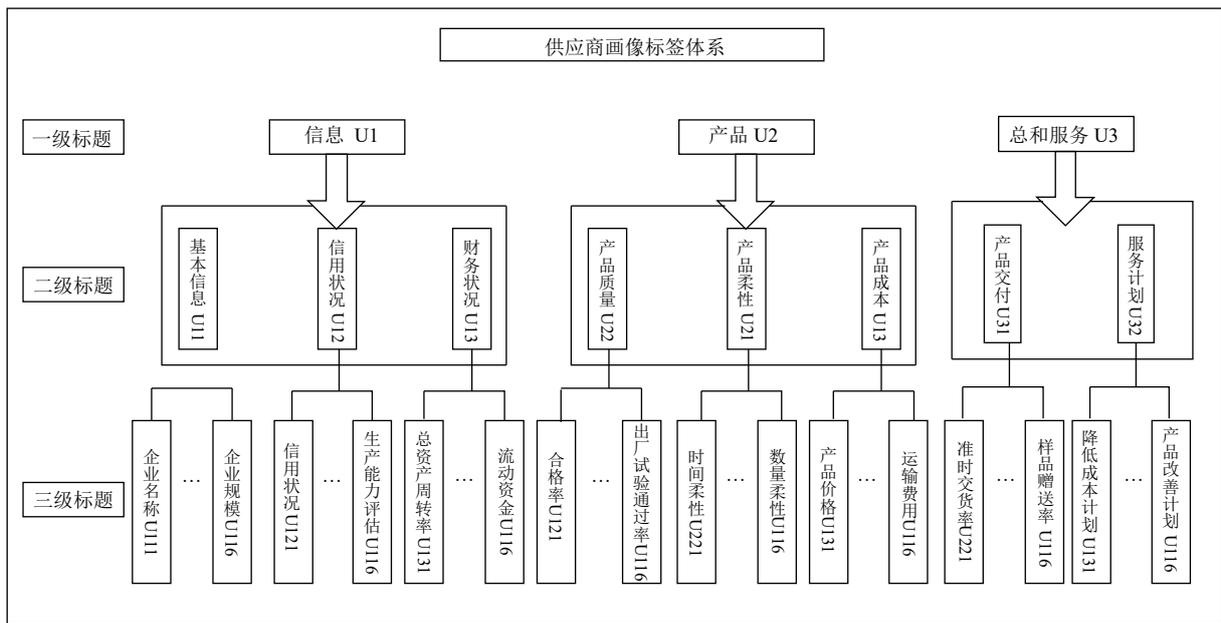 供应商画像标签体系
一级标题
信息 U1
产品 U2
总和服务 U3
二级标题
基本信息 U11
信用状况 U12
财务状况 U13
产品质量 U22
产品柔性 U21
产品成本 U13
产品交付 U31
服务计划 U32
三级标题
企业名称 U111
…
企业规模 U116
信用状况 U121
…
生产能力评估 U116
总资产周转率 U131
…
流动资金 U116
合格率 U121
…
出厂试验通过率 U116
时间柔性 U221
…
数量柔性 U116
产品价格 U131
…
运输费用 U116
准时交货率 U221
…
样品赠送率 U116
降低成本计划 U131
…
产品改善计划 U116